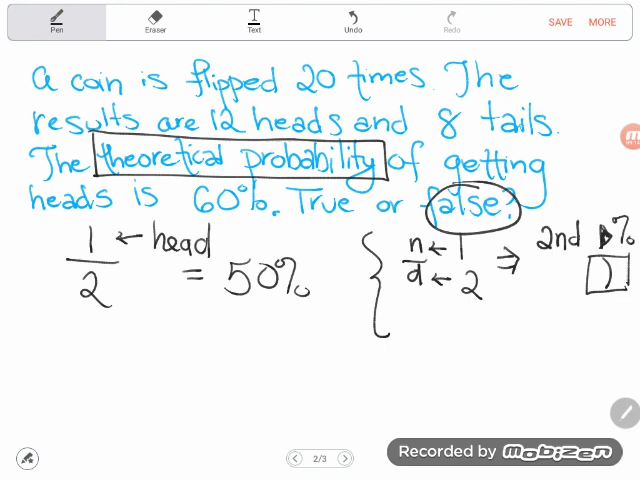 Pen Eraser Text Undo Redo SAVE MORE
a coin is flipped 20 times. The
results are 12 heads and 8 tails.
The theoretical probability of getting
heads is 60%. True or false?
1 ← head
2
= 50%
n ← 1
d ← 2
⇒ 2nd %
)
2/3
Recorded by mobizen